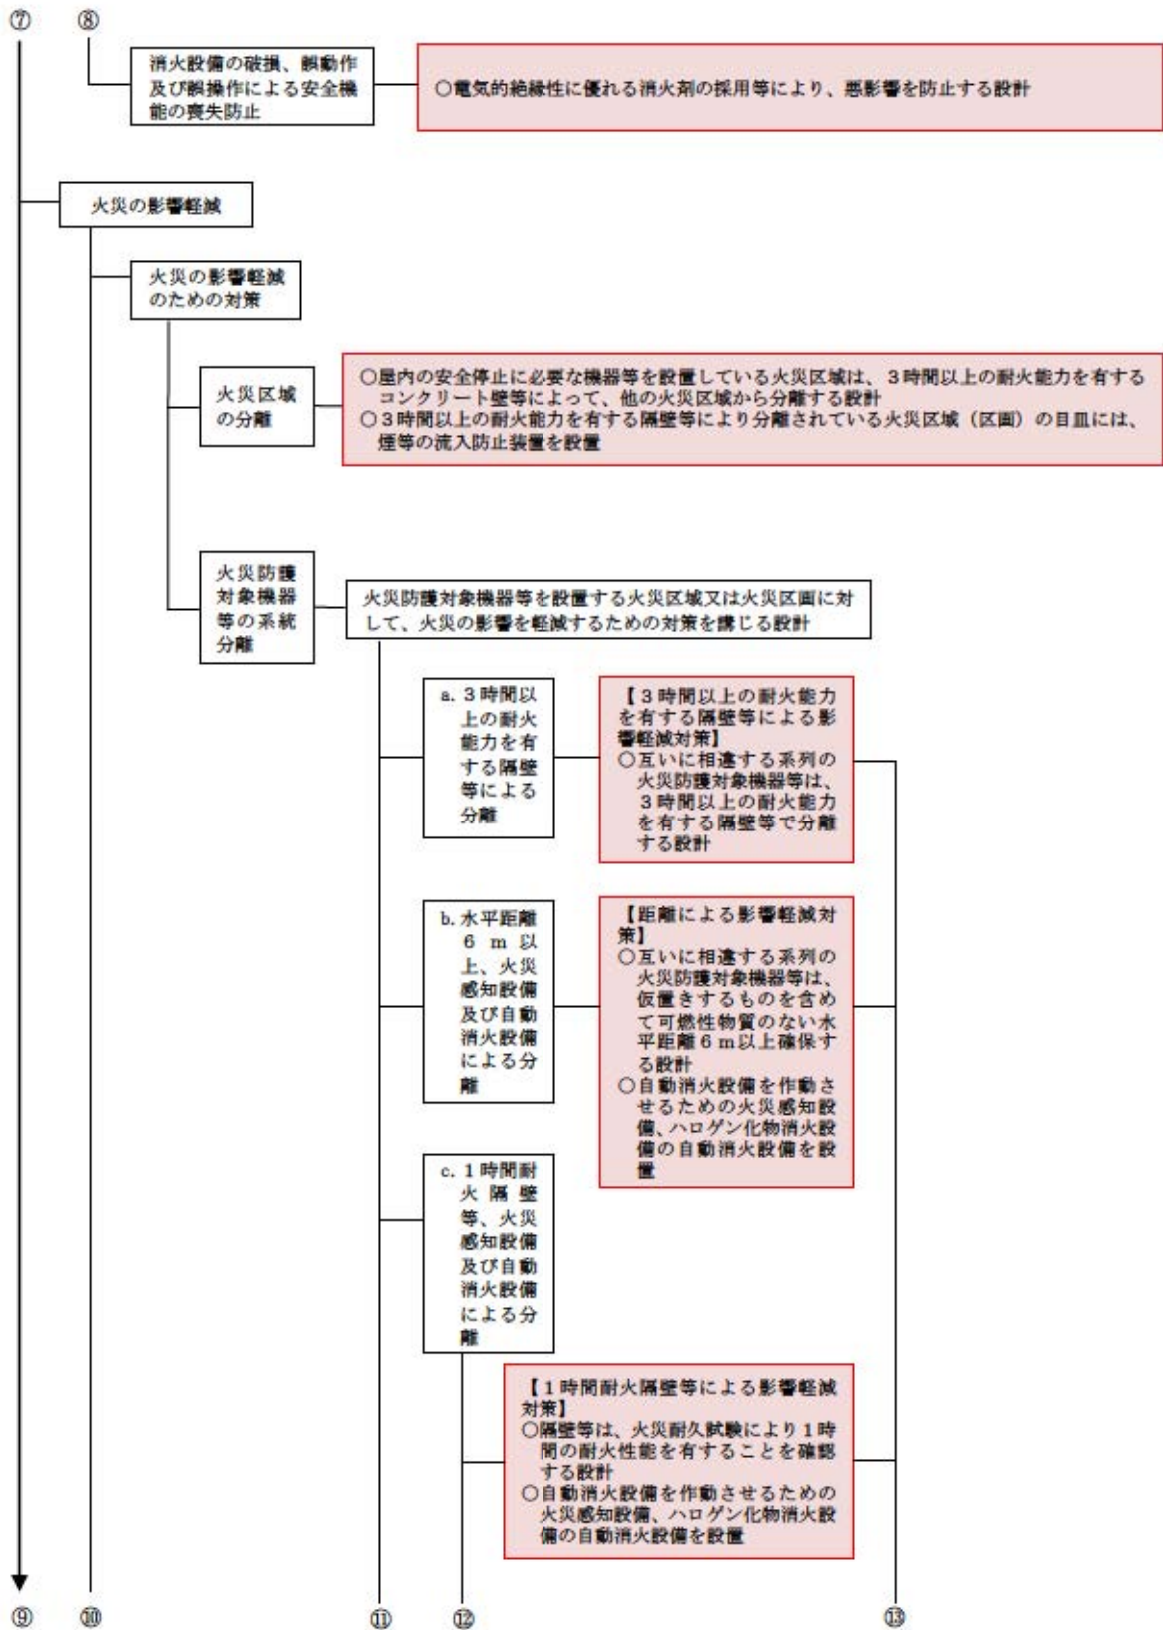 ⑦
⑧
消火設備の破損、誤動作
及び誤操作による安全機
能の喪失防止
○電気的絶縁性に優れる消火剤の採用等により、悪影響を防止する設計
火災の影響軽減
火災の影響軽減
のための対策
火災区域
の分離
○屋内の安全停止に必要な機器等を設置している火災区域は、3時間以上の耐火能力を有する
コンクリート壁等によって、他の火災区域から分離する設計
○3時間以上の耐火能力を有する隔壁等により分離されている火災区域（区画）の目皿には、
煙等の流入防止装置を設置
火災防護
対象機器
等の系統
分離
火災防護対象機器等を設置する火災区域又は火災区画に対
して、火災の影響を軽減するための対策を講じる設計
a. 3時間以
上の耐火
能力を有
する隔壁
等による
分離
【3時間以上の耐火能力
を有する隔壁等による影
響軽減対策】
○互いに相違する系列の
火災防護対象機器等は、
3時間以上の耐火能力
を有する隔壁等で分離
する設計
b. 水平距離
6 m 以
上、火災
感知設備
及び自動
消火設備
による分
離
【距離による影響軽減対
策】
○互いに相違する系列の
火災防護対象機器等は、
仮置きするものを含め
て可燃性物質のない水
平距離6m以上確保す
る設計
○自動消火設備を作動さ
せるための火災感知設
備、ハロゲン化物消火設
備の自動消火設備を設
置
c. 1時間耐
火 隔 壁
等、火災
感知設備
及び自動
消火設備
による分
離
【1時間耐火隔壁等による影響軽減
対策】
○隔壁等は、火災耐久試験により1時
間の耐火性能を有することを確認
する設計
○自動消火設備を作動させるための
火災感知設備、ハロゲン化物消火設
備の自動消火設備を設置
⑨
⑩
⑪
⑫
⑬